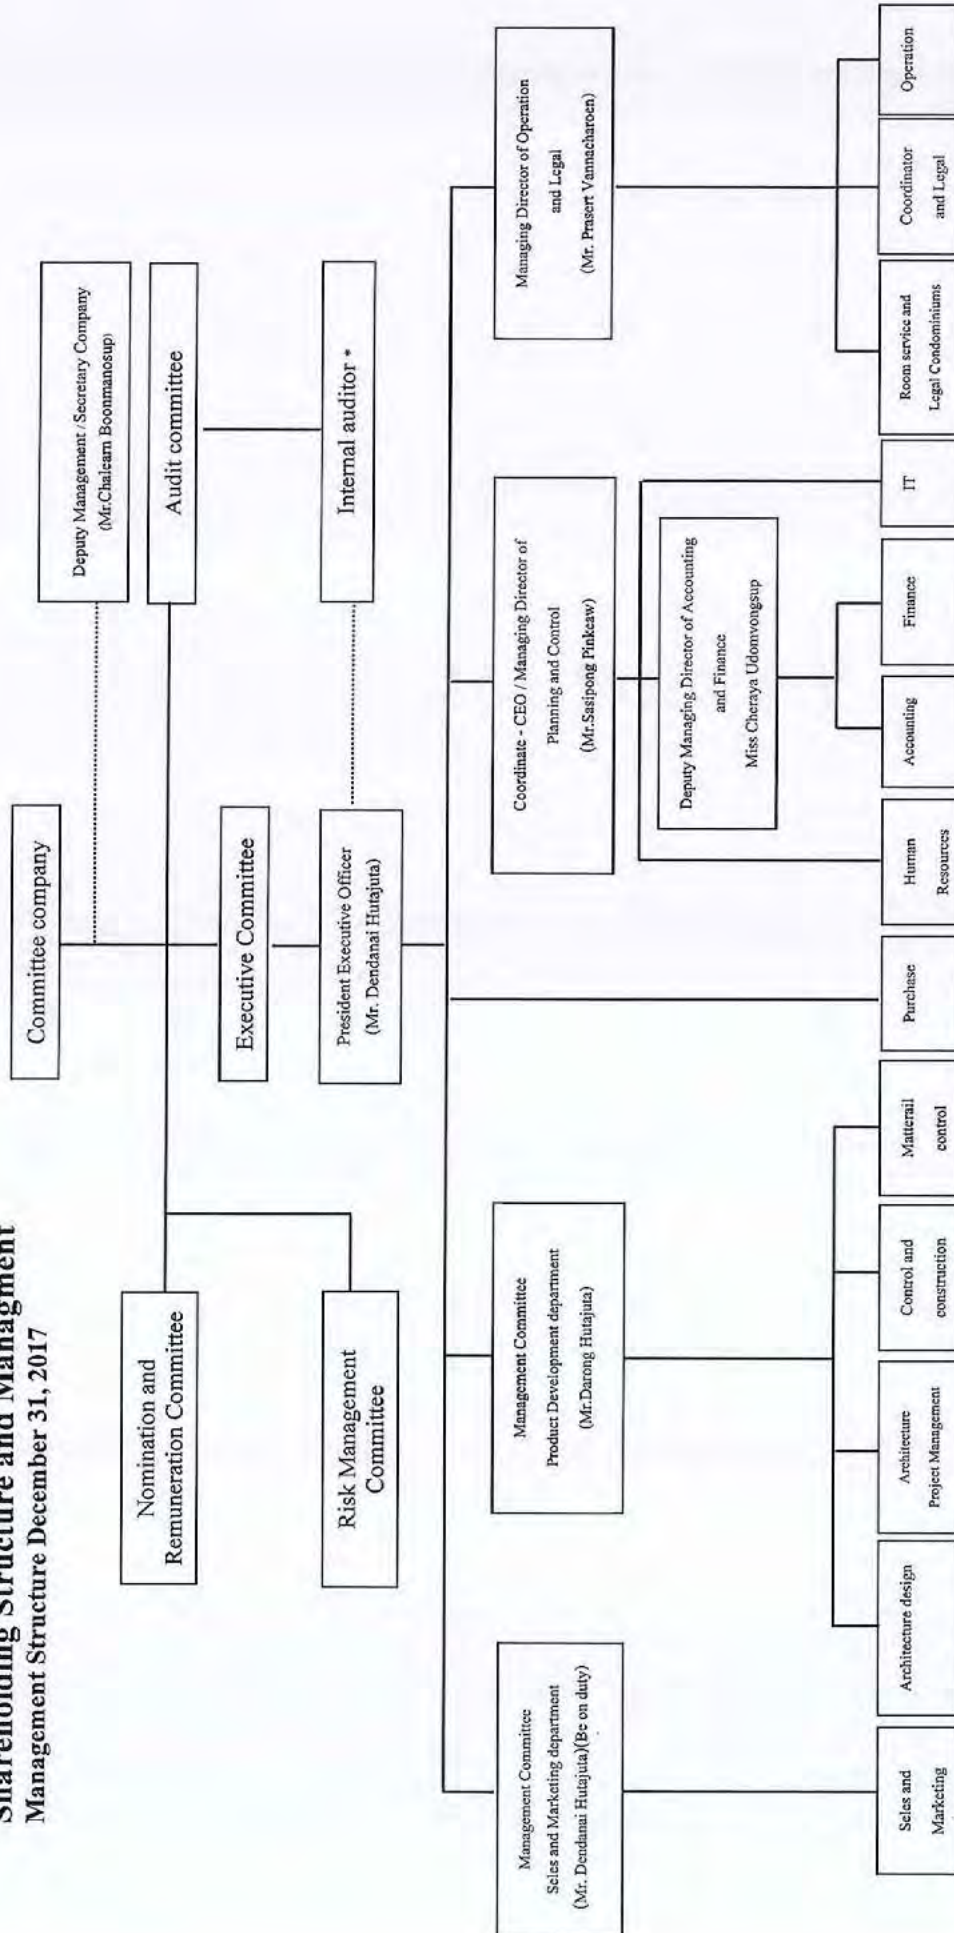 Shareholding Structure and Managment
Management Structure December 31, 2017
Committee company
Deputy Management / Secretary Company
(Mr.Chalearn Boonmanosup)
Nomination and
Remuneration Committee
Audit committee
Executive Committee
Risk Management
Committee
President Executive Officer
(Mr. Dendanai Hutajuta)
Internal auditor *
Management Committee
Seles and Marketing department
(Mr. Dendanai Hutajuta)(Be on duty)
Management Committee
Product Development department
(Mr.Darong Hutajuta)
Coordinate - CEO / Managing Director of
Planning and Control
(Mr.Sasipong Pinkeaw)
Managing Director of Operation
and Legal
(Mr. Prasert Vannacharoen)
Deputy Managing Director of Accounting
and Finance
Miss Cheraya Udomvongsup
Seles and
Marketing
Architecture design
Architecture
Project Management
Control and
construction
Matterail
control
Purchase
Human
Resources
Accounting
Finance
IT
Room service and
Legal Condominiums
Coordinator
and Legal
Operation